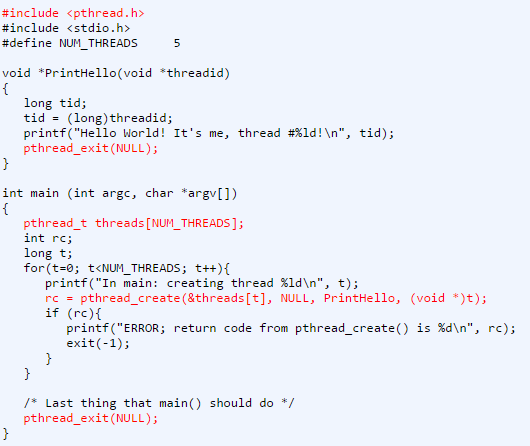 #include <pthread.h>
#include <stdio.h>
#define NUM_THREADS     5

void *PrintHello(void *threadid)
{
   long tid;
   tid = (long)threadid;
   printf("Hello World! It's me, thread #%ld!\n", tid);
   pthread_exit(NULL);
}

int main (int argc, char *argv[])
{
   pthread_t threads[NUM_THREADS];
   int rc;
   long t;
   for(t=0; t<NUM_THREADS; t++){
      printf("In main: creating thread %ld\n", t);
      rc = pthread_create(&threads[t], NULL, PrintHello, (void *)t);
      if (rc){
         printf("ERROR; return code from pthread_create() is %d\n", rc);
         exit(-1);
      }
   }

   /* Last thing that main() should do */
   pthread_exit(NULL);
}